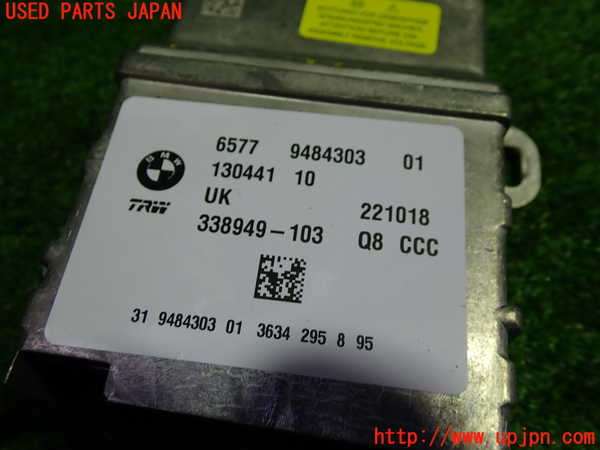 USED PARTS JAPAN
BMW
6577 9484303 01
130441 10
UK 221018
TRW
338949-103 Q8 CCC
31 9484303 01 3634 295 8 95
http://www.upjpn.com/